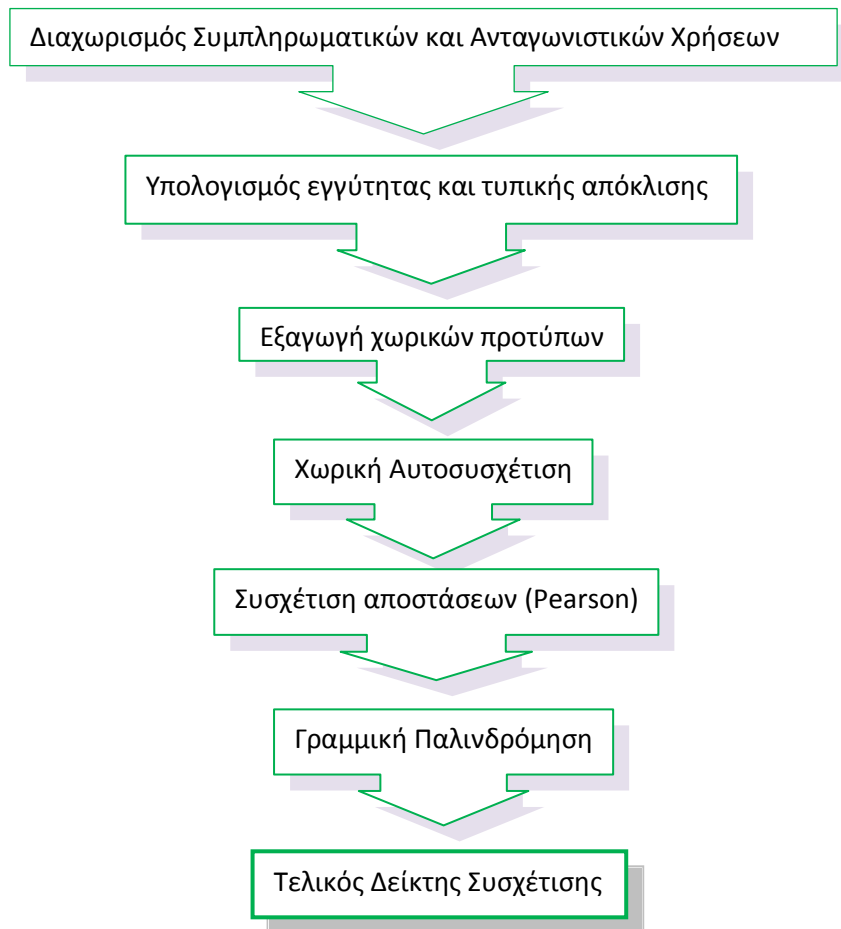 Διαχωρισμός Συμπληρωματικών και Ανταγωνιστικών Χρήσεων
Υπολογισμός εγγύτητας και τυπικής απόκλισης
Εξαγωγή χωρικών προτύπων
Χωρική Αυτοσυσχέτιση
Συσχέτιση αποστάσεων (Pearson)
Γραμμική Παλινδρόμηση
Τελικός Δείκτης Συσχέτισης